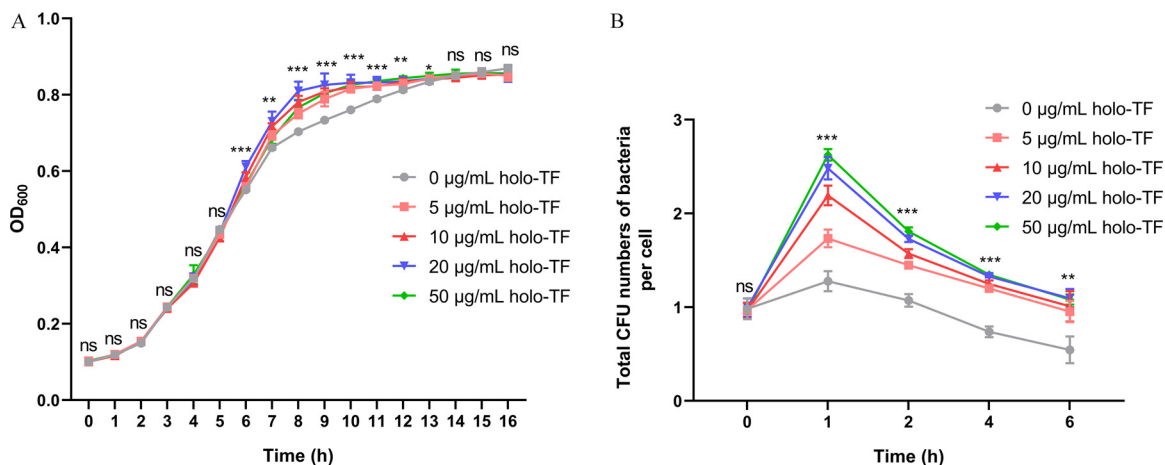 A
OD600
1.0
0.8
0.6
0.4
0.2
0.0
ns
ns
ns
ns
ns
ns
***
**
***
***
***
***
**
*
ns
ns
ns
0 µg/mL holo-TF
5 µg/mL holo-TF
10 µg/mL holo-TF
20 µg/mL holo-TF
50 µg/mL holo-TF
0 1 2 3 4 5 6 7 8 9 10 11 12 13 14 15 16
Time (h)
B
Total CFU numbers of bacteria
per cell
3
2
1
0
ns
***
***
***
**
0 µg/mL holo-TF
5 µg/mL holo-TF
10 µg/mL holo-TF
20 µg/mL holo-TF
50 µg/mL holo-TF
0 1 2 4 6
Time (h)